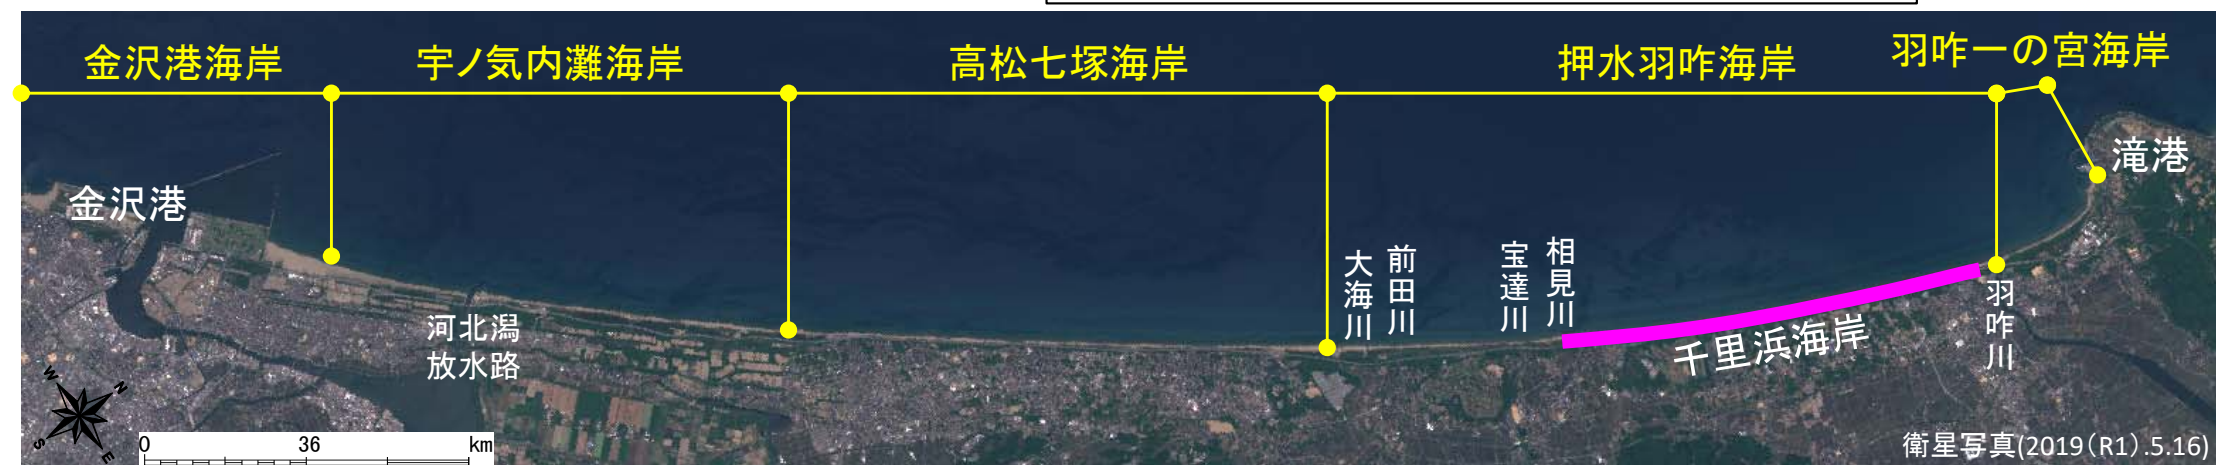 金沢港海岸
宇ノ気内灘海岸
高松七塚海岸
押水羽咋海岸
羽咋一の宮海岸
滝港
金沢港
大海川
前田川
宝達川
相見川
千里浜海岸
羽咋川
河北潟
放水路
W
N
S
E
0 36 km
衛星写真(2019(R1).5.16)